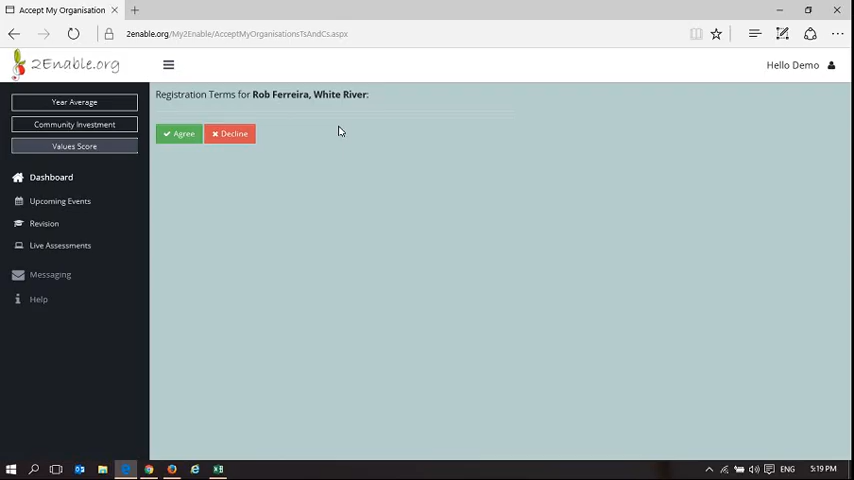 Accept My Organisation
2enable.org/My2Enable/AcceptMyOrganisationsTsAndCs.aspx
2Enable.org
Hello Demo
Year Average
Community Investment
Values Score
Dashboard
Upcoming Events
Revision
Live Assessments
Messaging
Help
Registration Terms for Rob Ferreira, White River:
Agree
Decline
ENG
5:19 PM